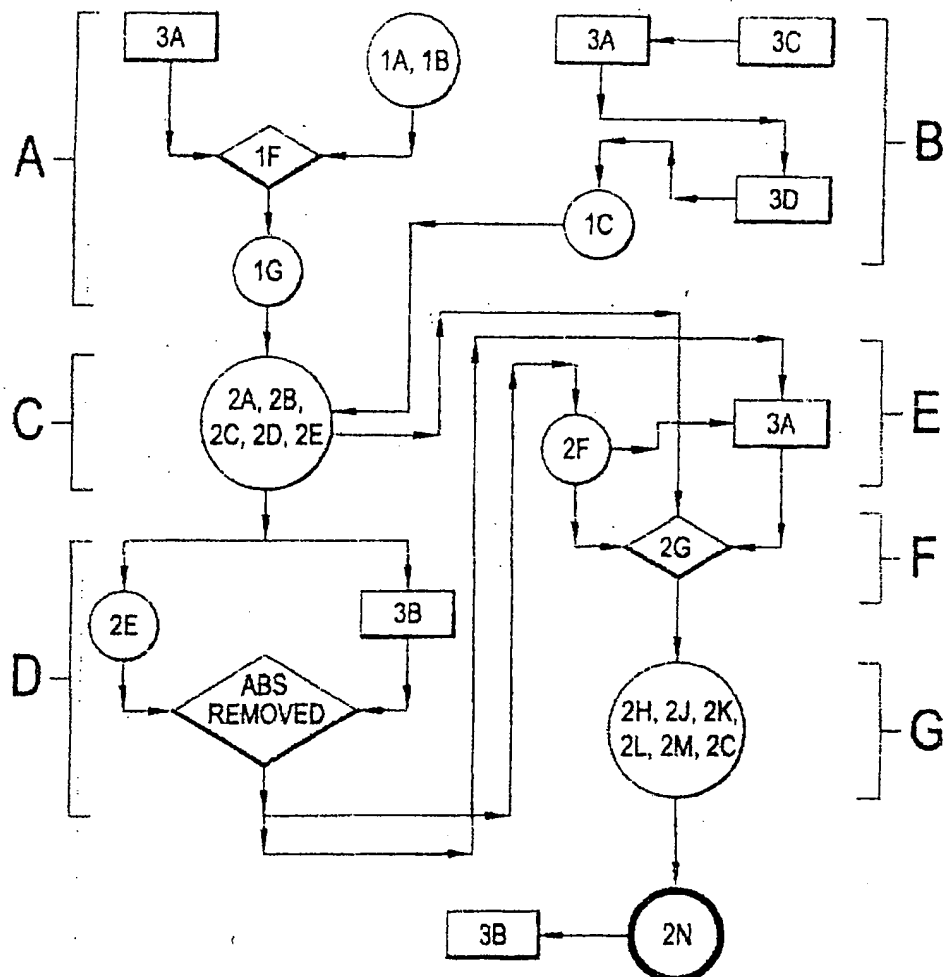 3A
1A, 1B
3A
3C
A
1F
B
3D
1C
1G
C
2A, 2B,
2C, 2D, 2E
E
3A
2F
2G
F
2E
3B
D
ABS
REMOVED
2H, 2J, 2K,
2L, 2M, 2C
G
3B
2N